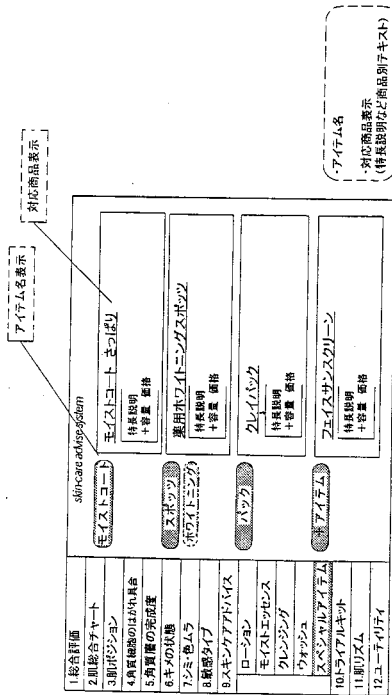 アイテム名表示
対応商品表示
skin-care advise system
1.総合評価
2.肌総合チャート
3.肌ポジション
4.角質細胞のはがれ具合
5.角質層の完成度
6.キメの状態
7.シミ・色ムラ
8.敏感タイプ
9.スキンケアアドバイス
ローション
モイストエッセンス
クレンジング
ウォッシュ
スペシャルアイテム
10.トライアルキット
11.肌リズム
12.ユーティリティ
モイストコート
モイストコート さっぱり
特長説明
+容量 価格
スポッツ
(ホワイトニング)
薬用ホワイトニングスポッツ
特長説明
+容量 価格
パック
クレイパック
特長説明
+容量 価格
+アイテム
フェイスサンスクリーン
特長説明
+容量 価格
・アイテム名
・対応商品表示
(特長説明など商品別テキスト)